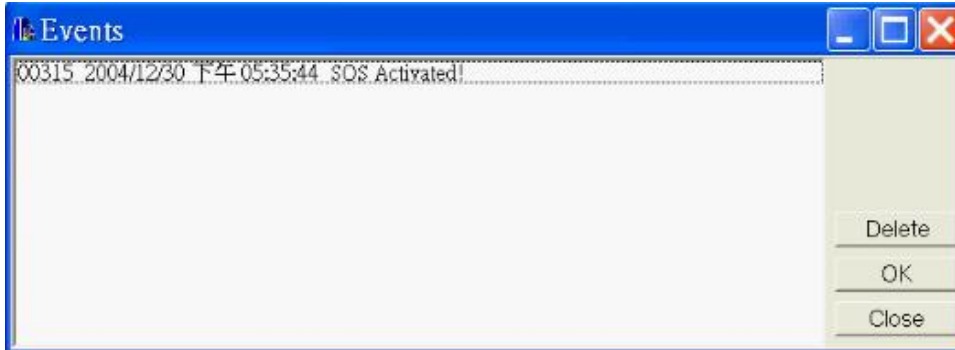 Events
00315 2004/12/30 下午 05:35:44 SOS Activated!
Delete
OK
Close